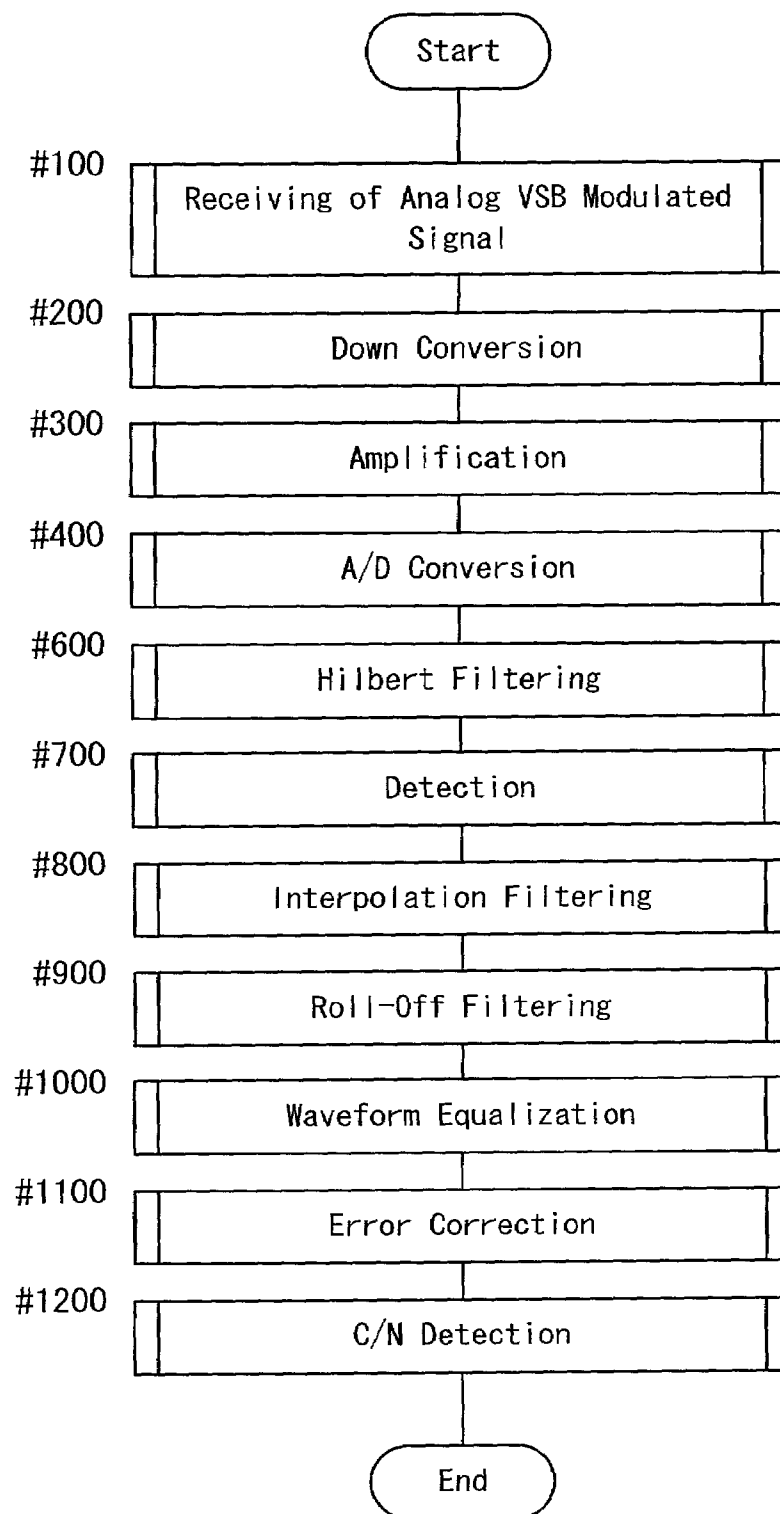 Start
#100
Receiving of Analog VSB Modulated
Signal
#200
Down Conversion
#300
Amplification
#400
A/D Conversion
#600
Hilbert Filtering
#700
Detection
#800
Interpolation Filtering
#900
Roll-Off Filtering
#1000
Waveform Equalization
#1100
Error Correction
#1200
C/N Detection
End